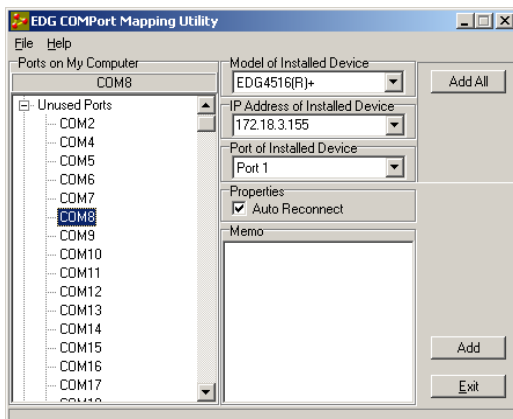 EDG COMPort Mapping Utility
File Help
Ports on My Computer
COM8
Unused Ports
COM2
COM4
COM5
COM6
COM7
COM8
COM9
COM10
COM11
COM12
COM13
COM14
COM15
COM16
COM17
COM18
Model of Installed Device
EDG4516(R)+
IP Address of Installed Device
172.18.3.155
Port of Installed Device
Port 1
Properties
Auto Reconnect
Memo
Add All
Add
Exit